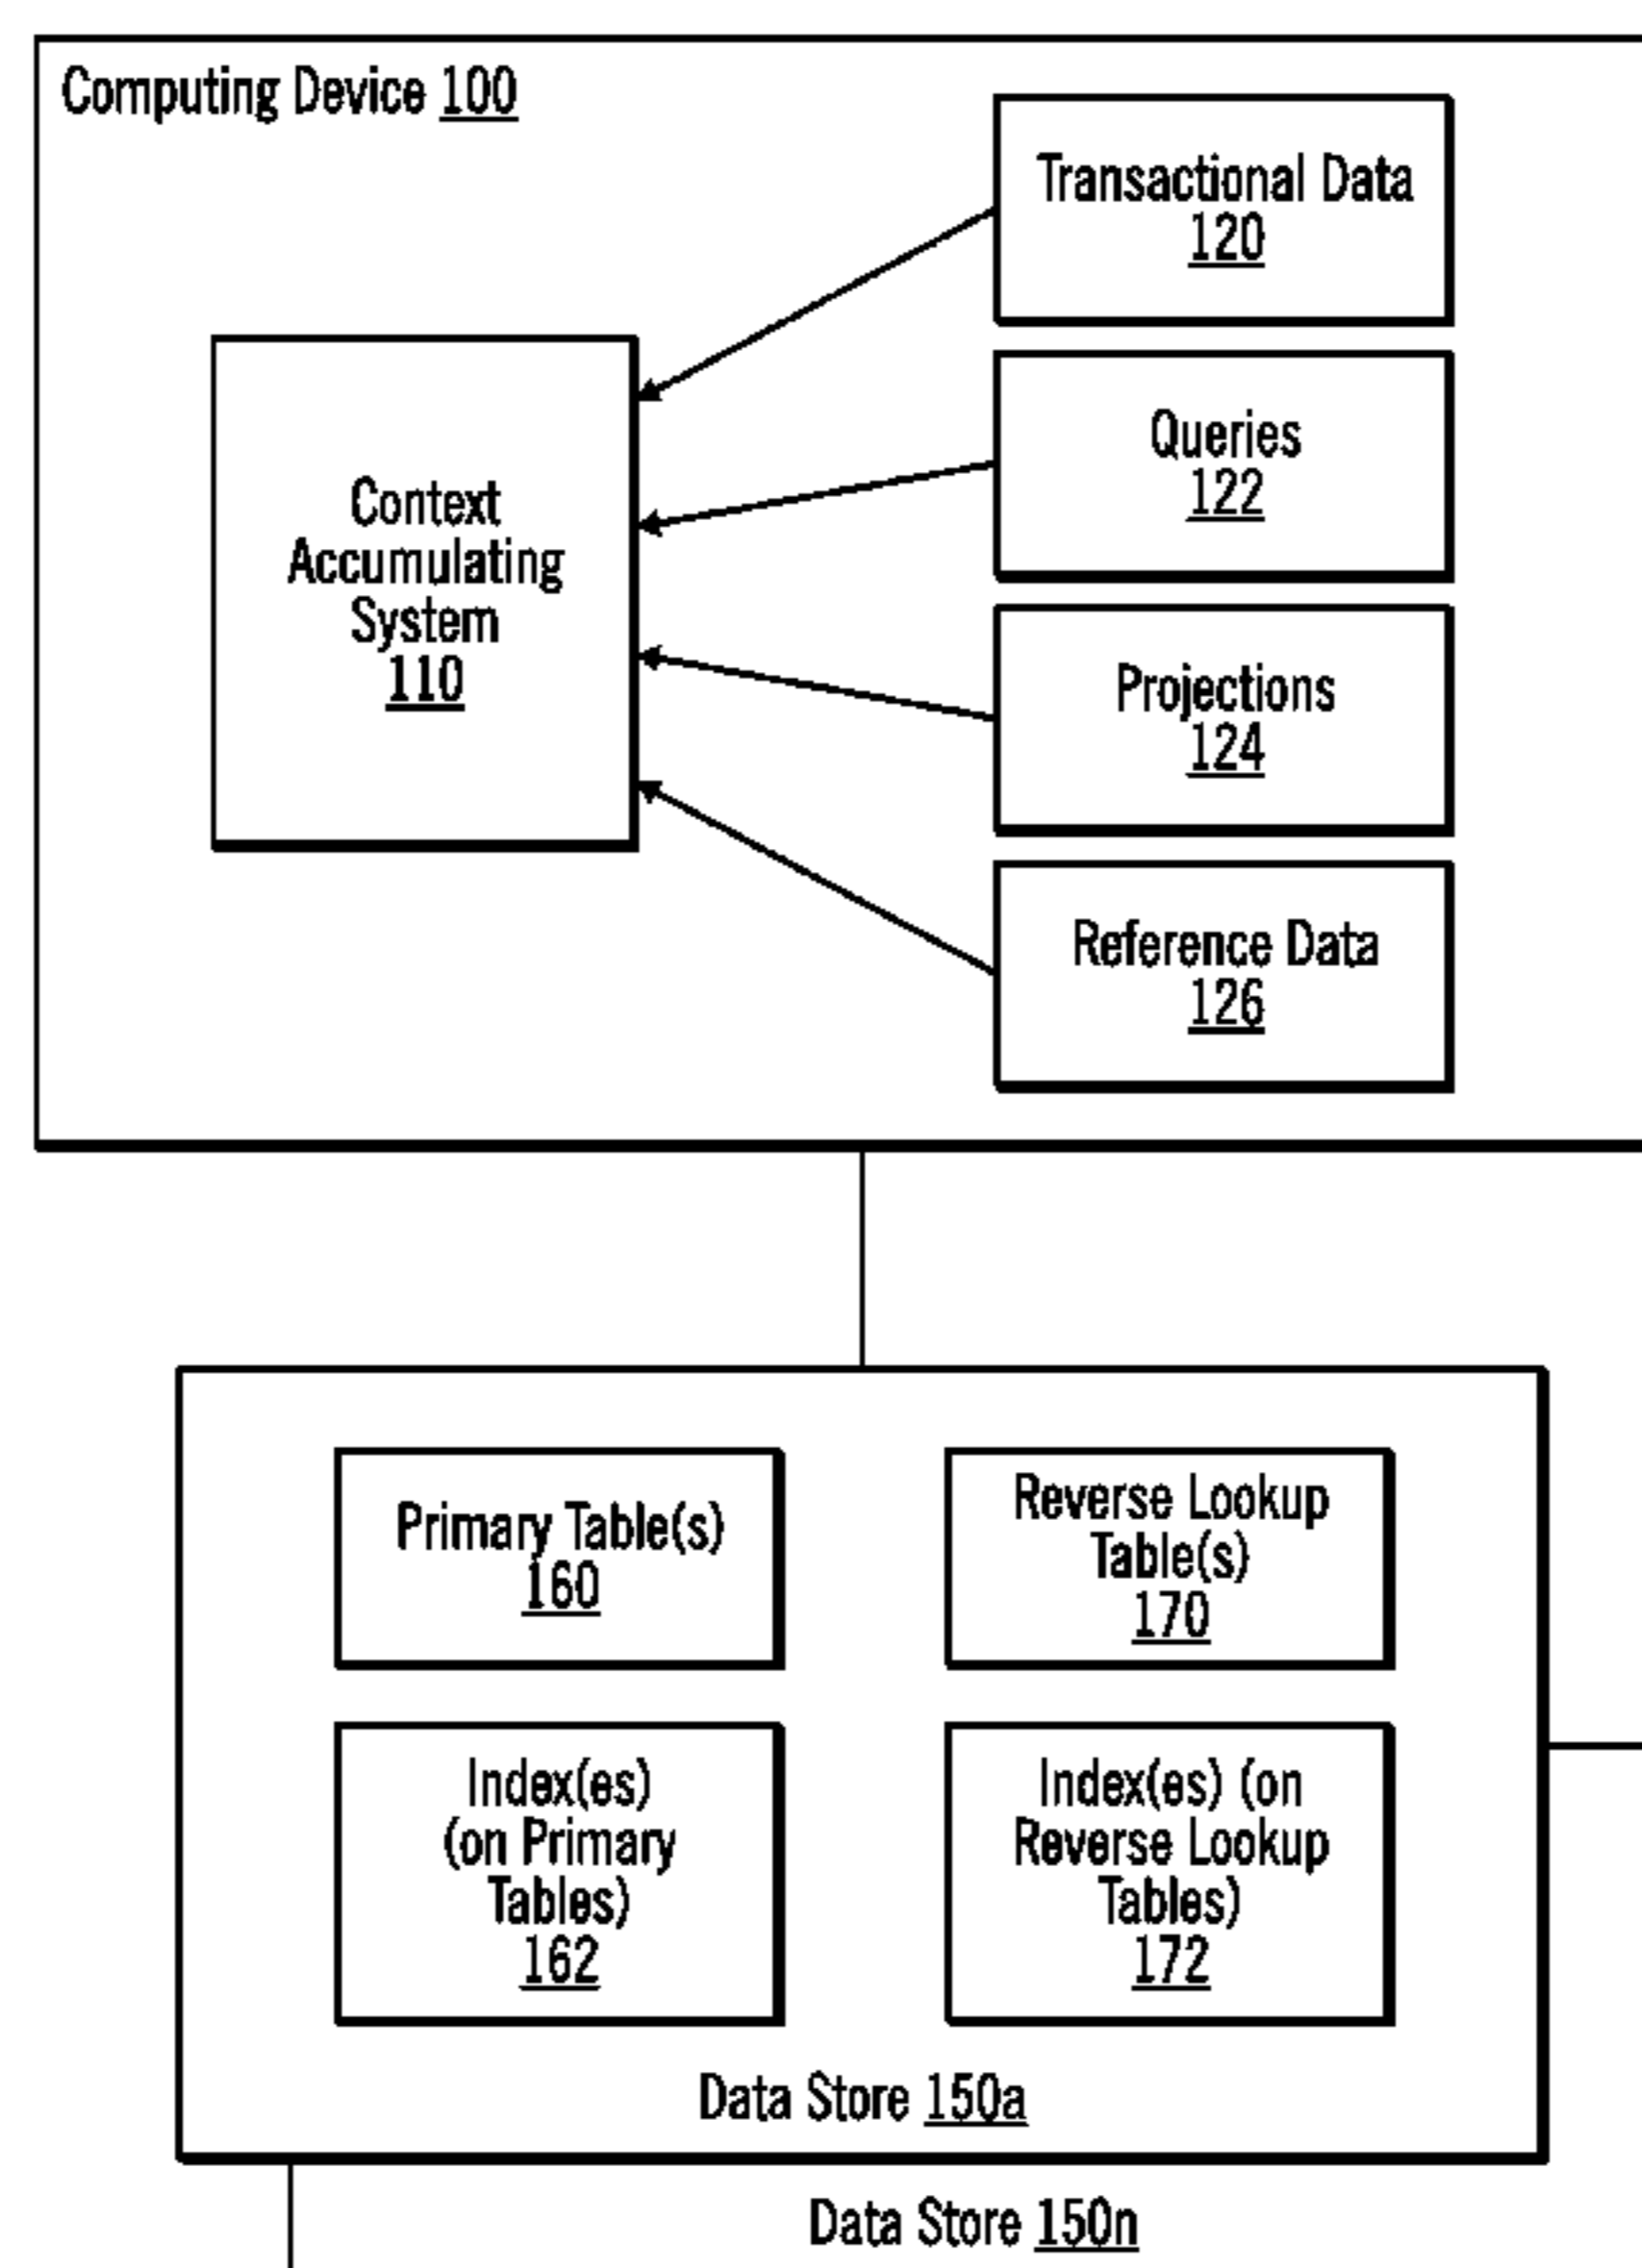 Computing Device 100
Transactional Data
120
Queries
122
Context
Accumulating
System
110
Projections
124
Reference Data
126
Primary Table(s)
160
Reverse Lookup
Table(s)
170
Index(es)
(on Primary
Tables)
162
Index(es) (on
Reverse Lookup
Tables)
172
Data Store 150a
Data Store 150n